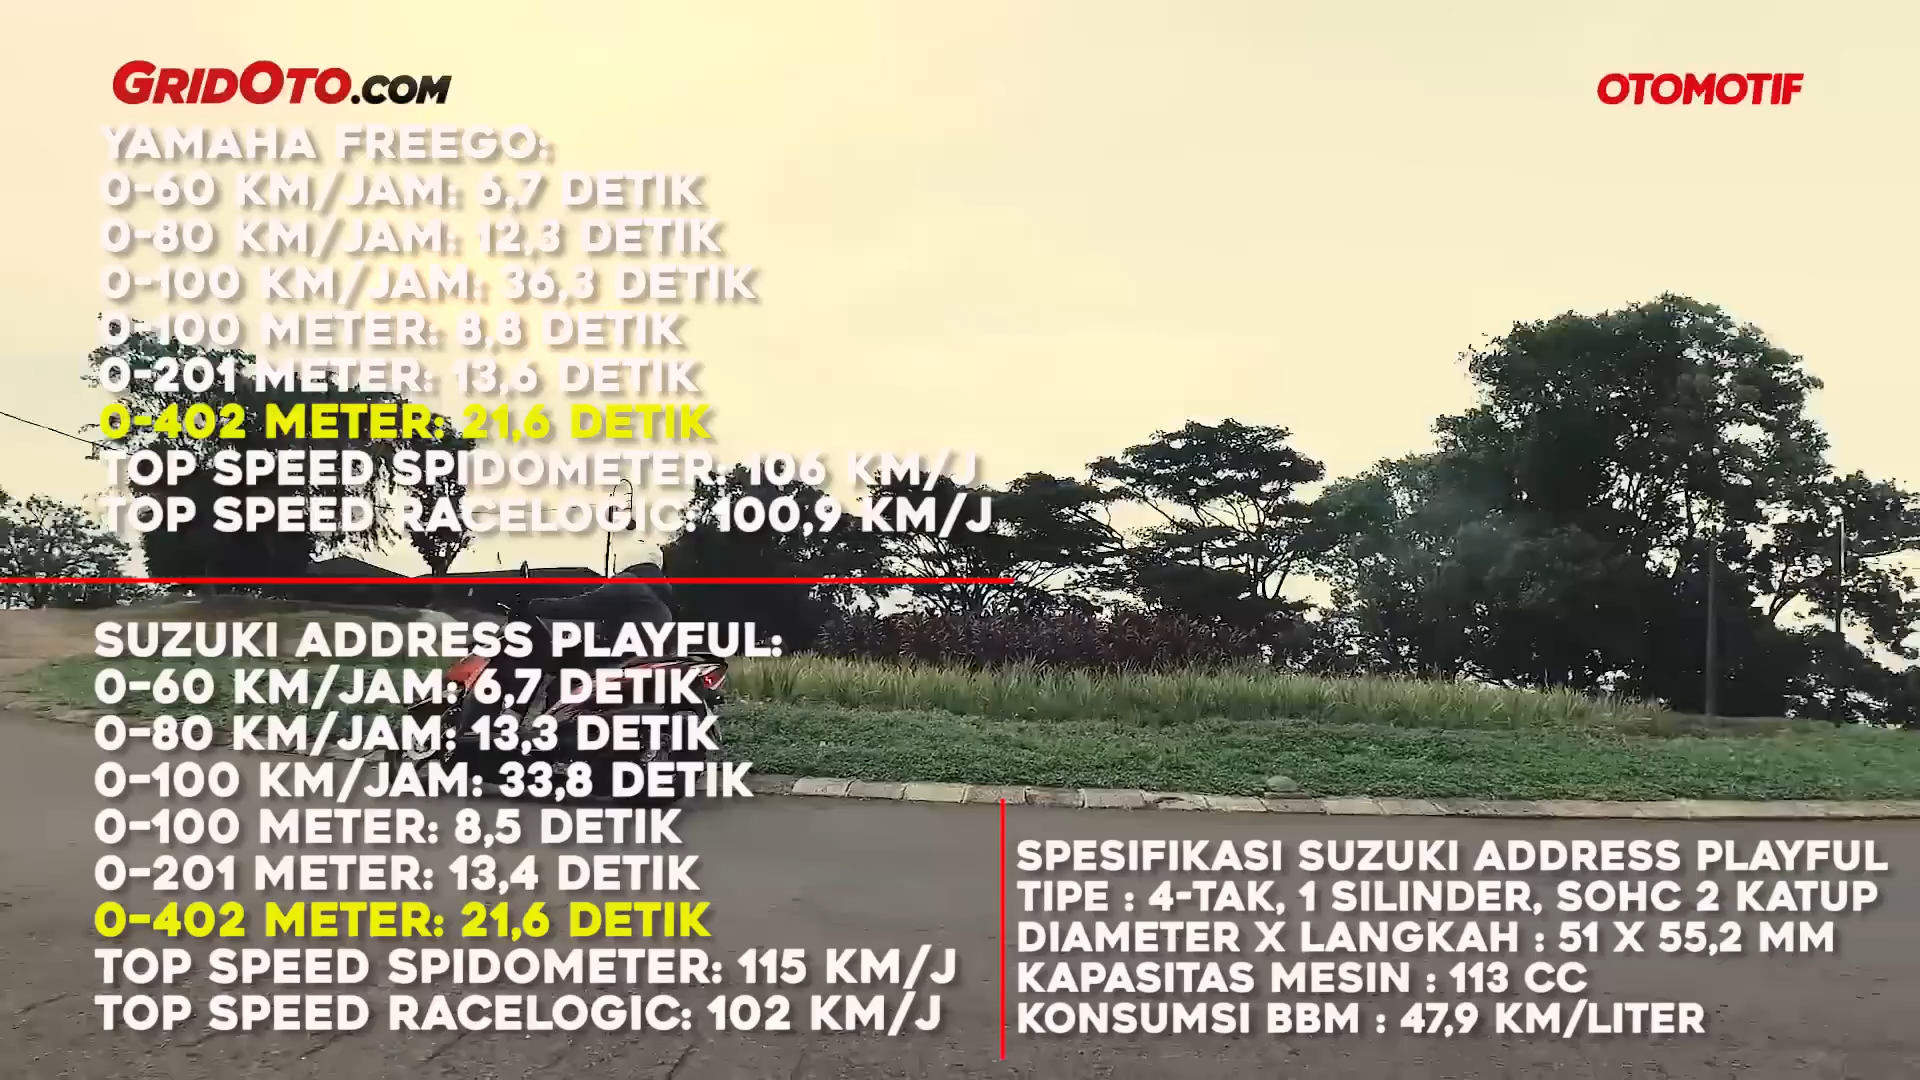 GRIDOTO.COM
OTOMOTIF
YAMAHA FREEGO:
0-60 KM/JAM: 6,7 DETIK
0-80 KM/JAM: 12,3 DETIK
0-100 KM/JAM: 36,3 DETIK
0-100 METER: 8,8 DETIK
0-201 METER: 13,6 DETIK
0-402 METER: 21,6 DETIK
TOP SPEED SPIDOMETER: 106 KM/J
TOP SPEED RACELOGIC: 100,9 KM/J
SUZUKI ADDRESS PLAYFUL:
0-60 KM/JAM: 6,7 DETIK
0-80 KM/JAM: 13,3 DETIK
0-100 KM/JAM: 33,8 DETIK
0-100 METER: 8,5 DETIK
0-201 METER: 13,4 DETIK
0-402 METER: 21,6 DETIK
TOP SPEED SPIDOMETER: 115 KM/J
TOP SPEED RACELOGIC: 102 KM/J
SPESIFIKASI SUZUKI ADDRESS PLAYFUL
TIPE : 4-TAK, 1 SILINDER, SOHC 2 KATUP
DIAMETER X LANGKAH : 51 X 55,2 MM
KAPASITAS MESIN : 113 CC
KONSUMSI BBM : 47,9 KM/LITER